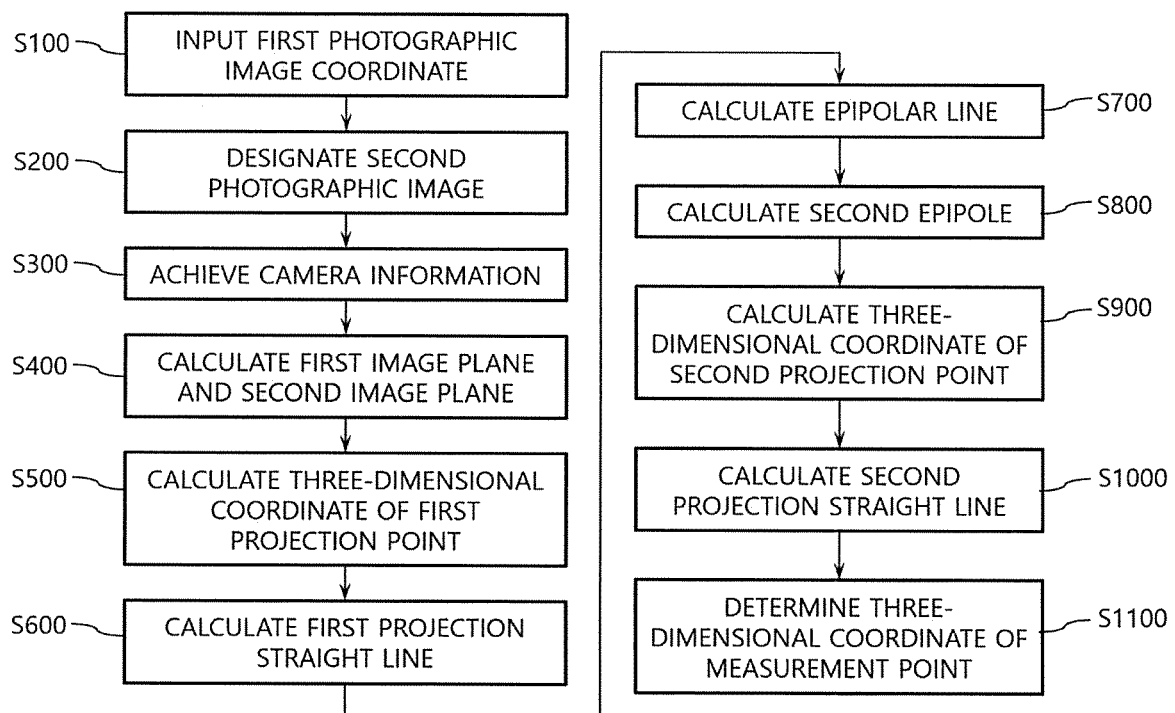 S100
INPUT FIRST PHOTOGRAPHIC
IMAGE COORDINATE
S200
DESIGNATE SECOND
PHOTOGRAPHIC IMAGE
S300
ACHIEVE CAMERA INFORMATION
S400
CALCULATE FIRST IMAGE PLANE
AND SECOND IMAGE PLANE
S500
CALCULATE THREE-DIMENSIONAL
COORDINATE OF FIRST
PROJECTION POINT
S600
CALCULATE FIRST PROJECTION
STRAIGHT LINE
CALCULATE EPIPOLAR LINE
S700
CALCULATE SECOND EPIPOLE
S800
CALCULATE THREE-
DIMENSIONAL COORDINATE OF
SECOND PROJECTION POINT
S900
CALCULATE SECOND
PROJECTION STRAIGHT LINE
S1000
DETERMINE THREE-
DIMENSIONAL COORDINATE OF
MEASUREMENT POINT
S1100